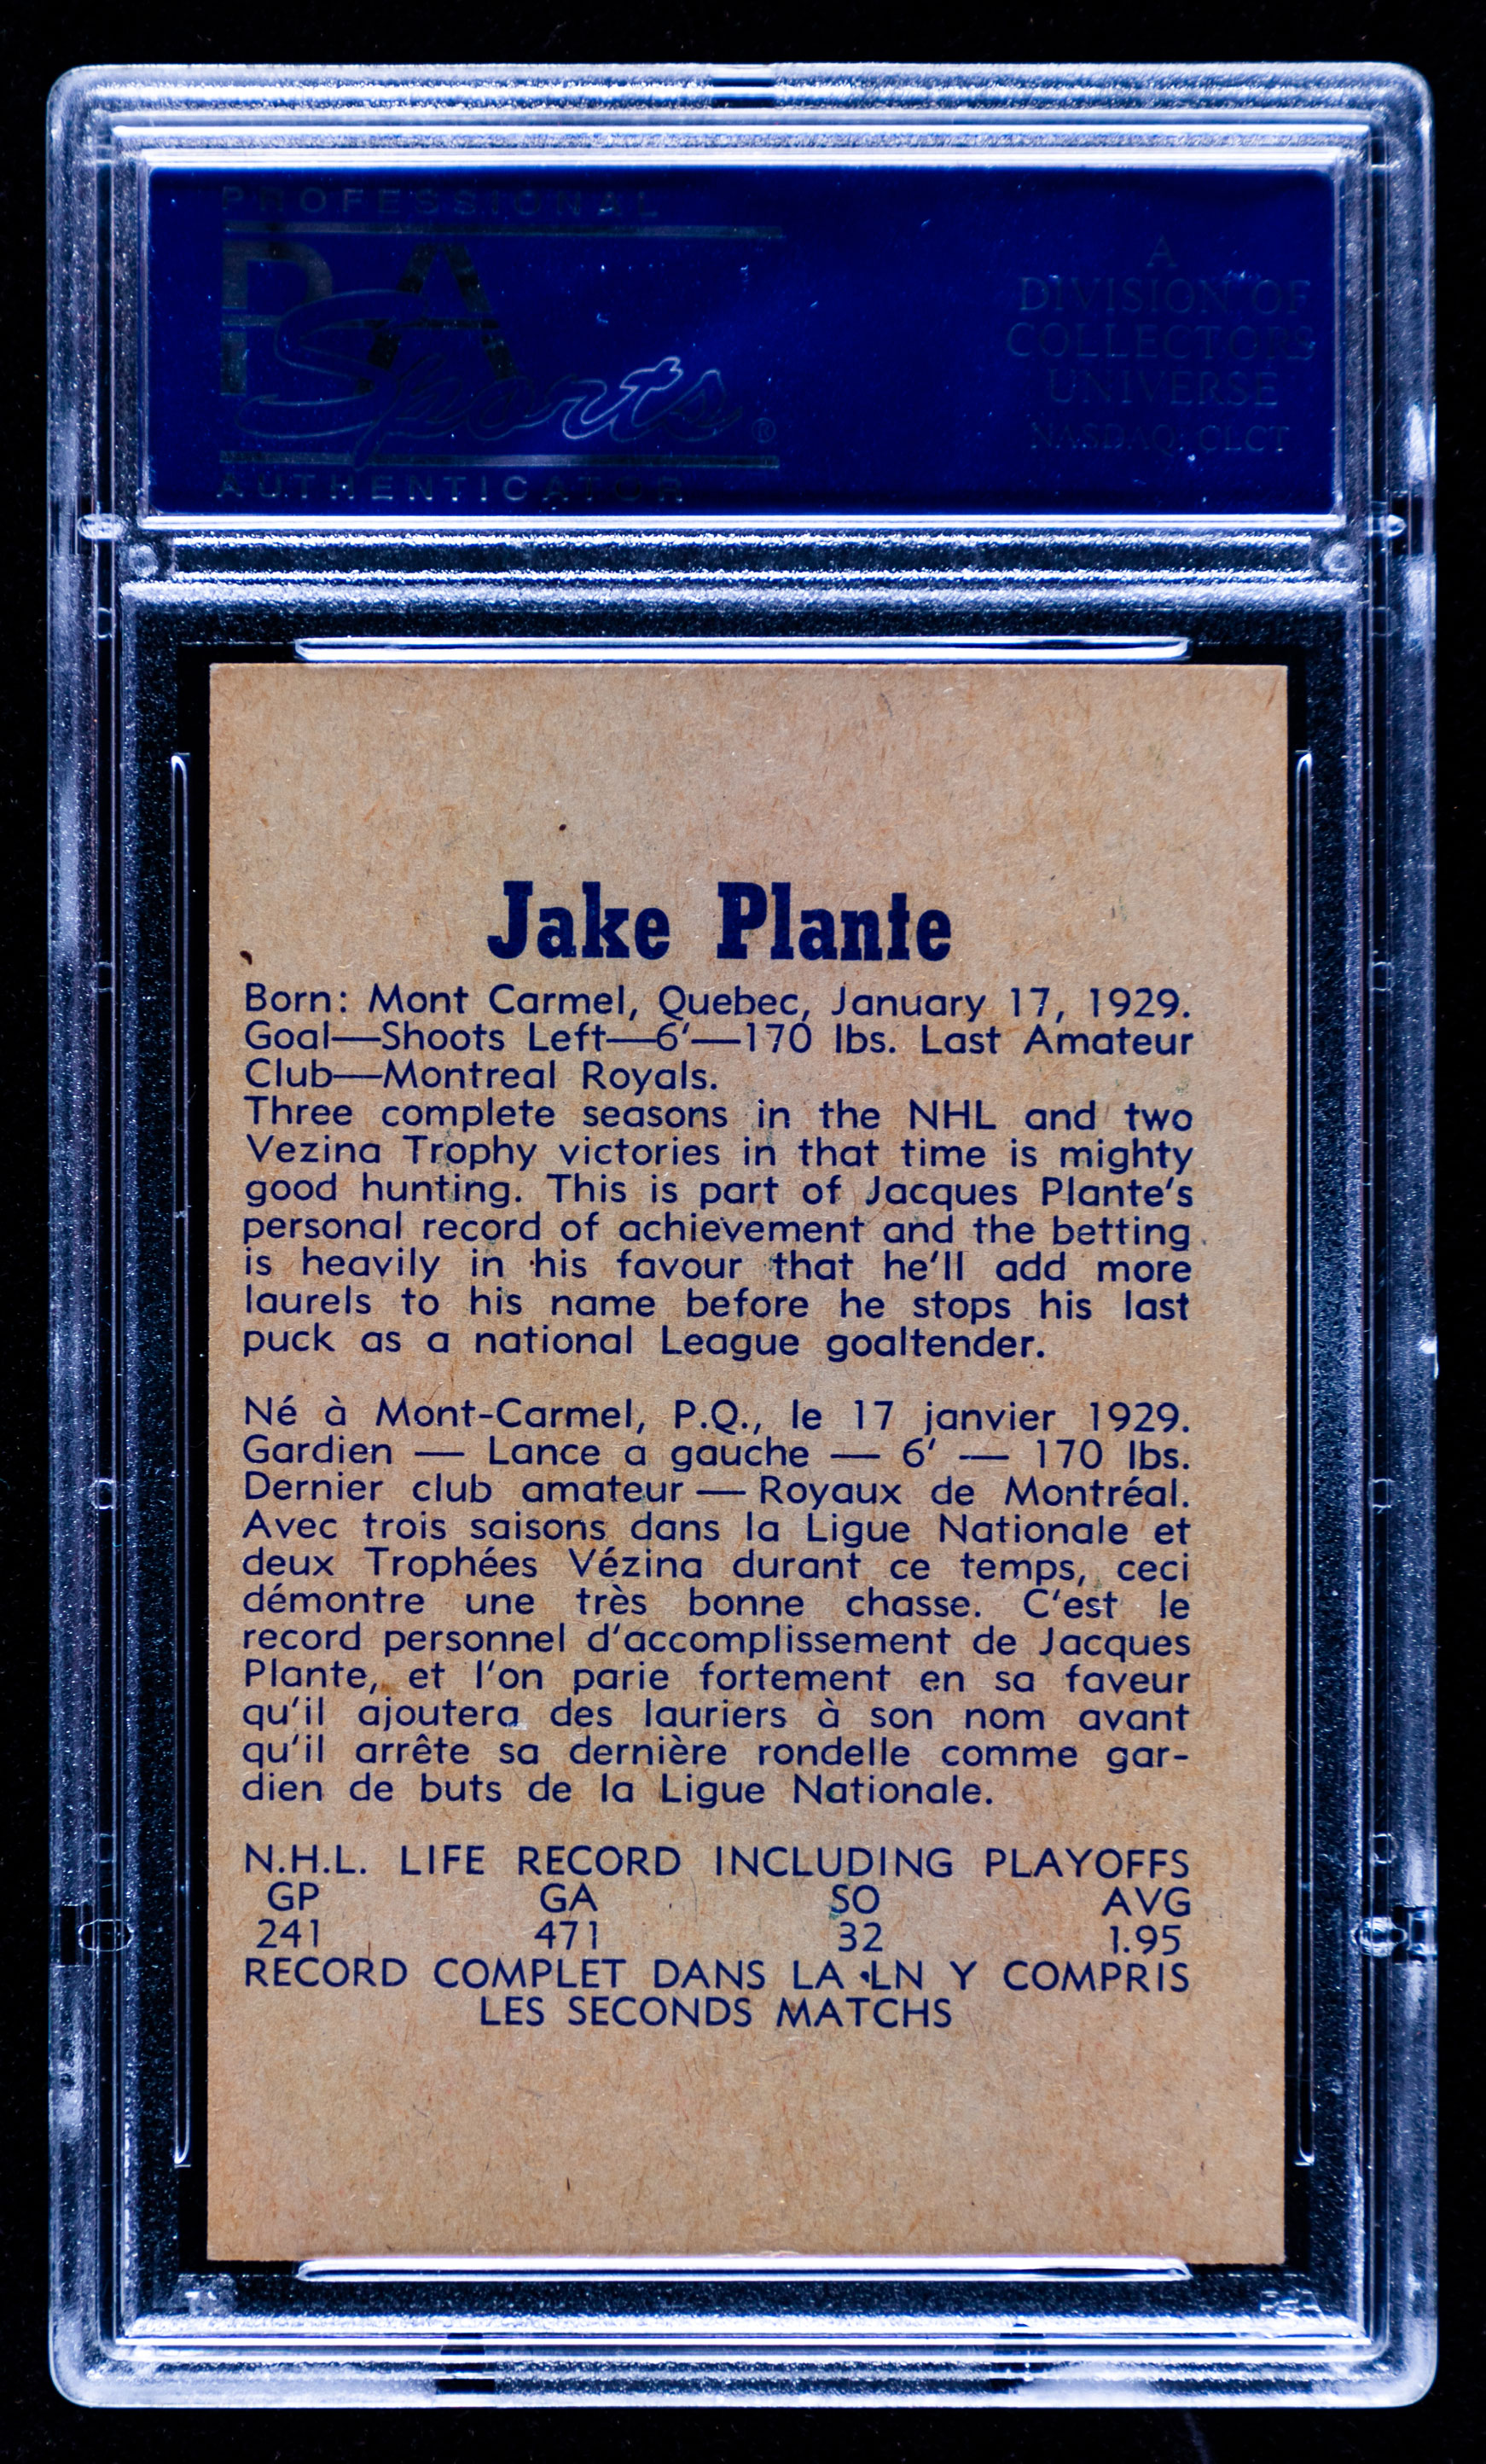 PROFESSIONAL
PSA
Sports ®
AUTHENTICATOR
A
DIVISION OF
COLLECTORS
UNIVERSE
NASDAQ: CLCT
Jake Plante
Born: Mont Carmel, Quebec, January 17, 1929.
Goal—Shoots Left—6'—170 lbs. Last Amateur
Club—Montreal Royals.
Three complete seasons in the NHL and two
Vezina Trophy victories in that time is mighty
good hunting. This is part of Jacques Plante's
personal record of achievement and the betting
is heavily in his favour that he'll add more
laurels to his name before he stops his last
puck as a national League goaltender.
Né à Mont-Carmel, P.Q., le 17 janvier 1929.
Gardien — Lance a gauche — 6' — 170 lbs.
Dernier club amateur — Royaux de Montréal.
Avec trois saisons dans la Ligue Nationale et
deux Trophées Vézina durant ce temps, ceci
démontre une très bonne chasse. C'est le
record personnel d'accomplissement de Jacques
Plante, et l'on parie fortement en sa faveur
qu'il ajoutera des lauriers à son nom avant
qu'il arrête sa dernière rondelle comme gar-
dien de buts de la Ligue Nationale.
N.H.L. LIFE RECORD INCLUDING PLAYOFFS
GP GA SO AVG
241 471 32 1.95
RECORD COMPLET DANS LA LN Y COMPRIS
LES SECONDS MATCHS